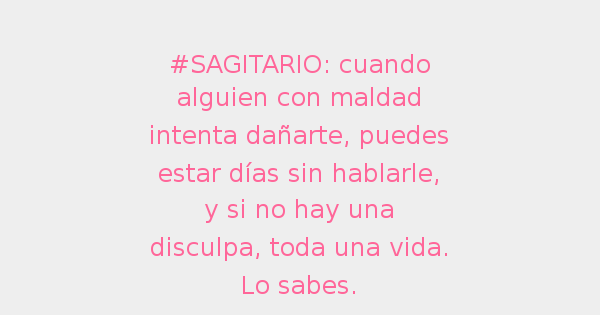 #SAGITARIO: cuando
alguien con maldad
intenta dañarte, puedes
estar días sin hablarle,
y si no hay una
disculpa, toda una vida.
Lo sabes.